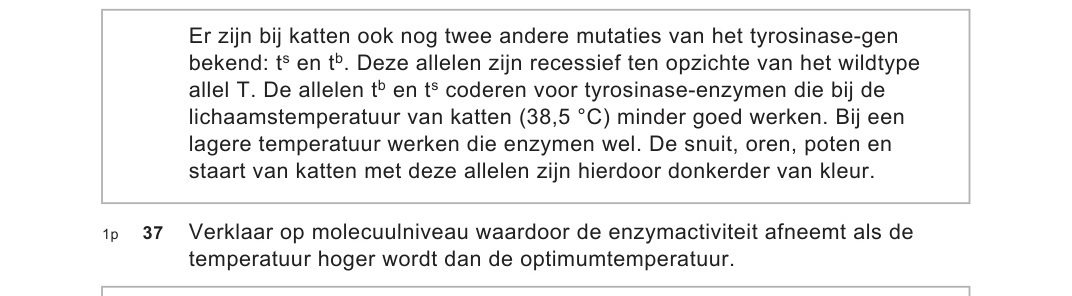 Er zijn bij katten ook nog twee andere mutaties van het tyrosinase-gen
bekend: tˢ en tᵇ. Deze allelen zijn recessief ten opzichte van het wildtype
allel T. De allelen tᵇ en tˢ coderen voor tyrosinase-enzymen die bij de
lichaamstemperatuur van katten (38,5 °C) minder goed werken. Bij een
lagere temperatuur werken die enzymen wel. De snuit, oren, poten en
staart van katten met deze allelen zijn hierdoor donkerder van kleur.
1p 37 Verklaar op molecuulniveau waardoor de enzymactiviteit afneemt als de
temperatuur hoger wordt dan de optimumtemperatuur.